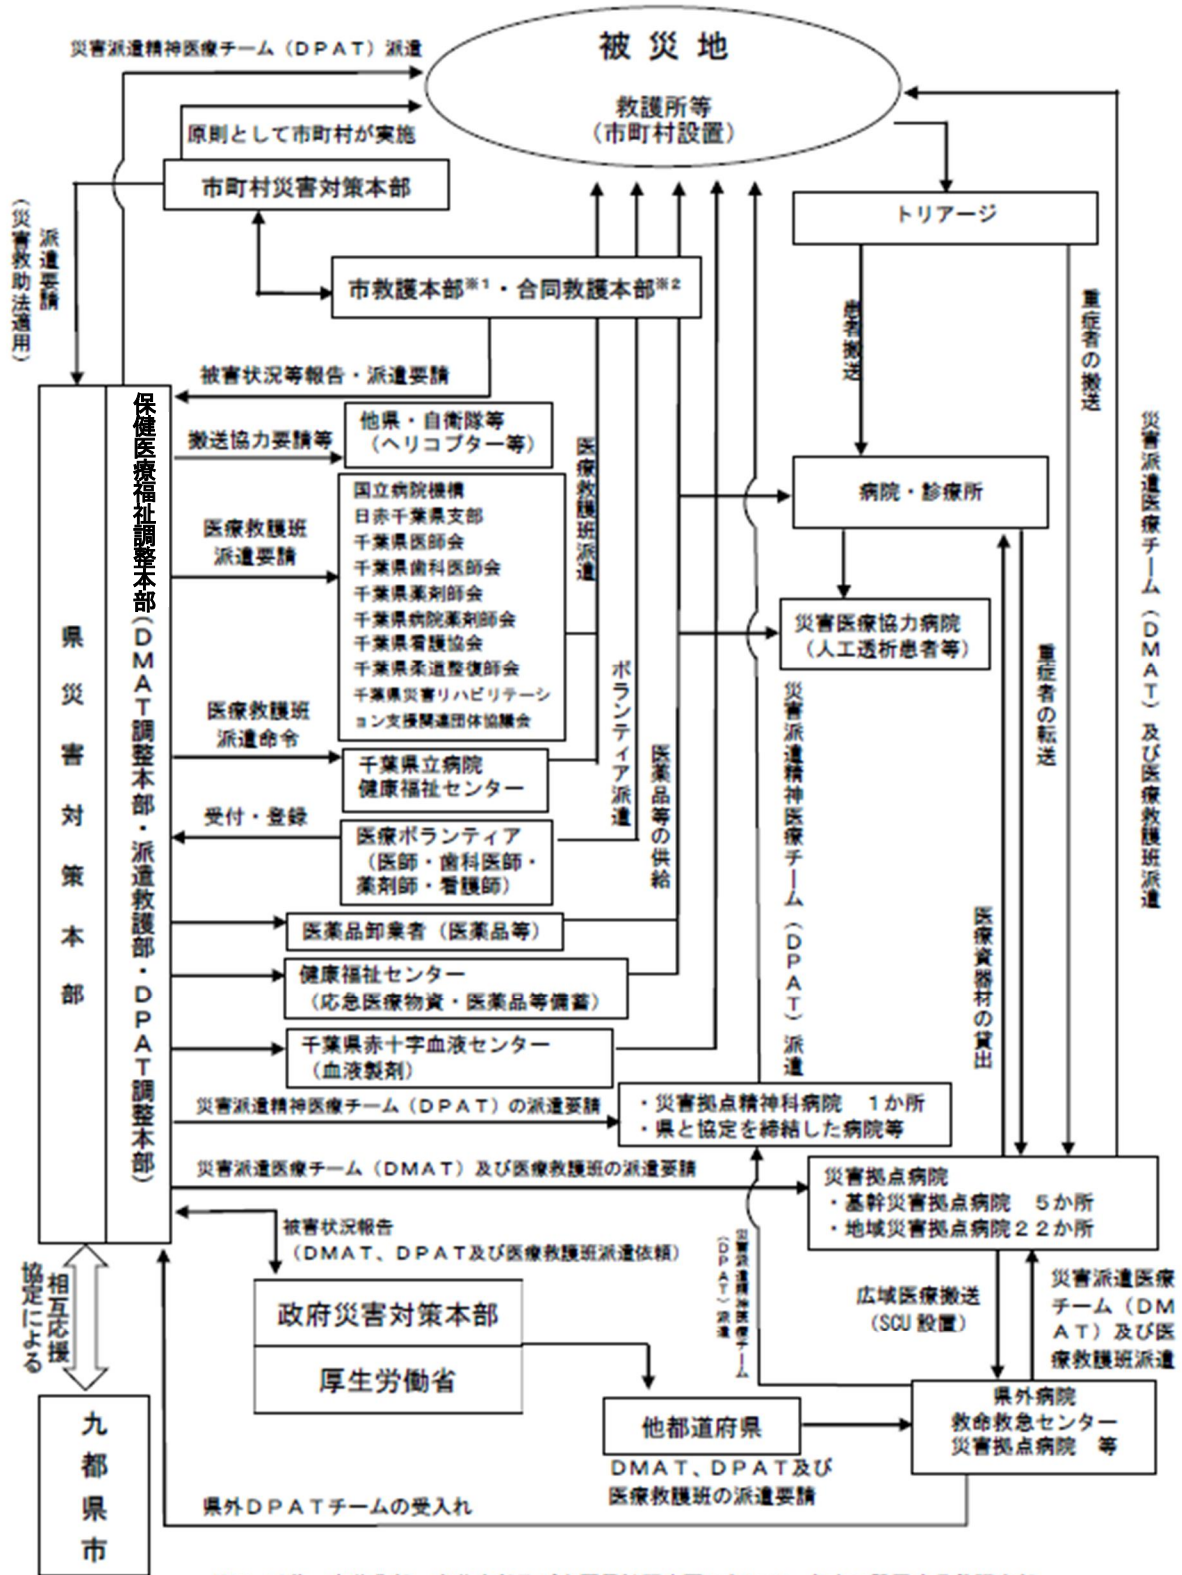 災害派遣精神医療チーム（ＤＰＡＴ）派遣
被 災 地
救護所等
（市町村設置）
原則として市町村が実施
市町村災害対策本部
派遣要請
（災害救助法適用）
トリアージ
市救護本部※１・合同救護本部※２
患者搬送
重症者の搬送
被害状況等報告・派遣要請
県災害対策本部
保健医療福祉調整本部（ＤＭＡＴ調整本部・派遣救護部・ＤＰＡＴ調整本部）
搬送協力要請等
他県・自衛隊等
（ヘリコプター等）
医療救護班
派遣要請
国立病院機構
日赤千葉県支部
千葉県医師会
千葉県歯科医師会
千葉県薬剤師会
千葉県病院薬剤師会
千葉県看護協会
千葉県柔道整復師会
千葉県災害リハビリテーシ
ョン支援関連団体協議会
医療救護班派遣
病院・診療所
災害医療協力病院
（人工透析患者等）
災害派遣医療チーム（ＤＭＡＴ）及び医療救護班派遣
重症者の転送
医療救護班
派遣命令
千葉県立病院
健康福祉センター
ボランティア派遣
医薬品等の供給
災害派遣精神医療チーム（ＤＰＡＴ）派遣
受付・登録
医療ボランティア
（医師・歯科医師・
薬剤師・看護師）
医薬品卸業者（医薬品等）
健康福祉センター
（応急医療物資・医薬品等備蓄）
医療資器材の貸出
千葉県赤十字血液センター
（血液製剤）
災害派遣精神医療チーム（ＤＰＡＴ）の派遣要請
・災害拠点精神科病院　１か所
・県と協定を締結した病院等
災害派遣医療チーム（ＤＭＡＴ）及び医療救護班の派遣要請
災害拠点病院
・基幹災害拠点病院　５か所
・地域災害拠点病院２２か所
被害状況報告
（ＤＭＡＴ、ＤＰＡＴ及び医療救護班派遣依頼）
災害派遣精神医療チーム
（ＤＰＡＴ）派遣
広域医療搬送
（SCU 設置）
災害派遣医療
チーム（ＤＭ
ＡＴ）及び医
療救護班派遣
相互応援
協定による
政府災害対策本部
厚生労働省
他都道府県
ＤＭＡＴ、ＤＰＡＴ及び
医療救護班の派遣要請
県外病院
救命救急センター
災害拠点病院　等
九都県市
県外ＤＰＡＴチームの受入れ